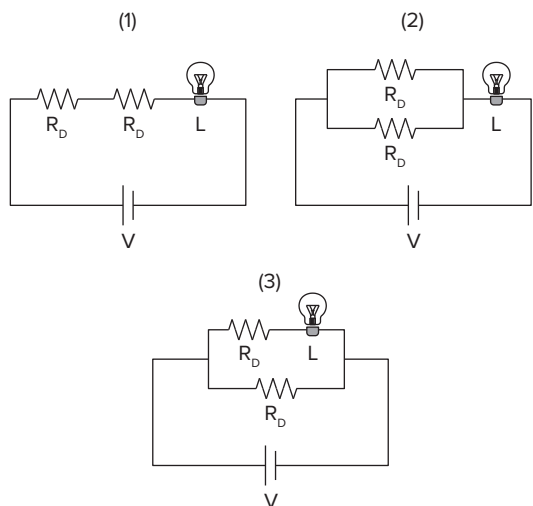 (1) (2)
R_D R_D L
R_D L
R_D
V V
(3)
R_D L
R_D
V